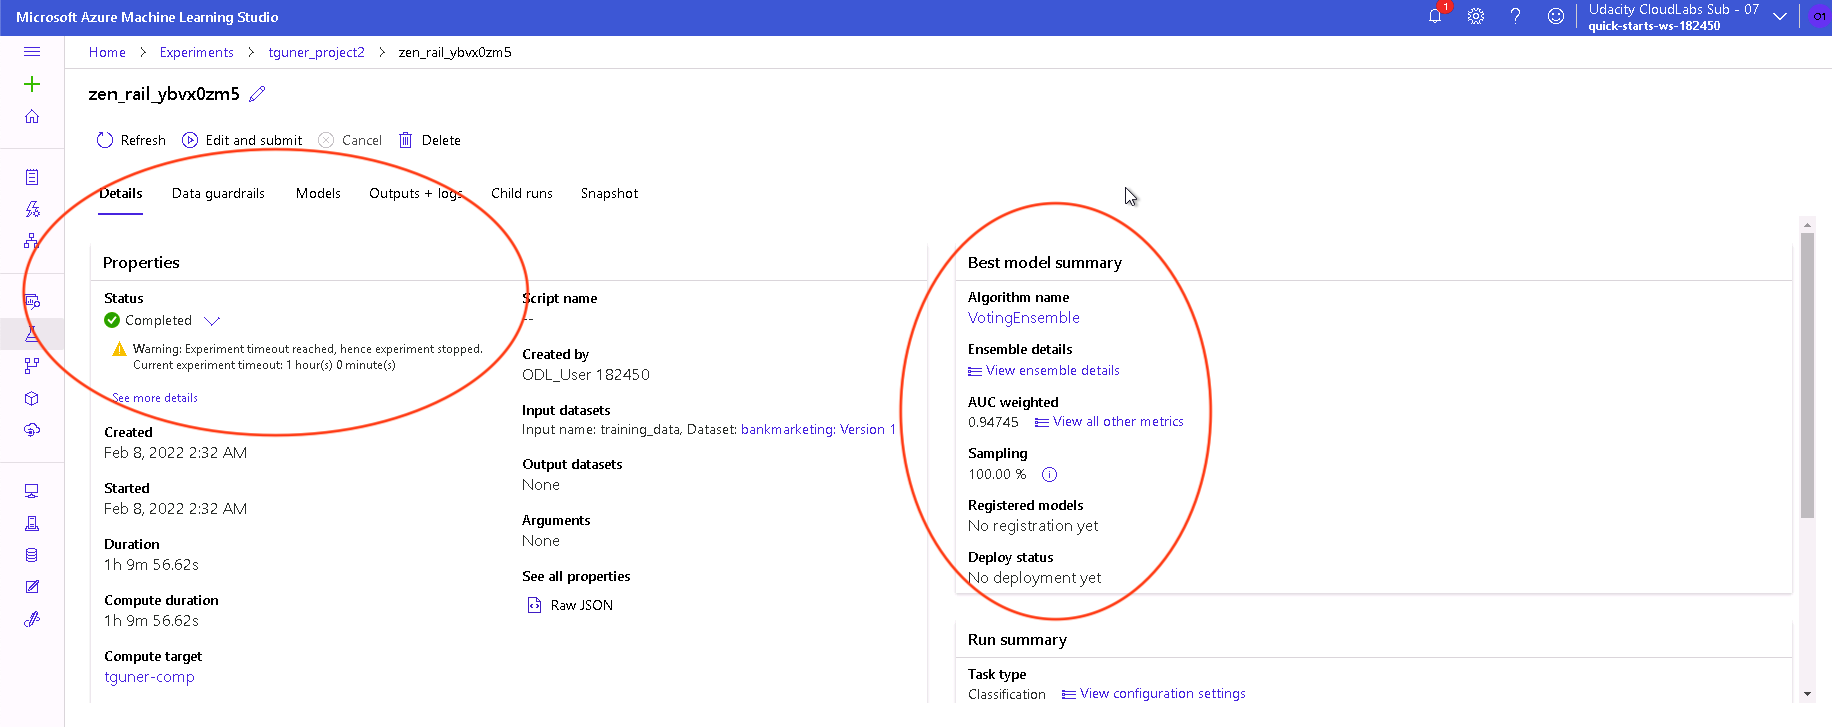 Microsoft Azure Machine Learning Studio
1
Udacity CloudLabs Sub - 07
quick-starts-ws-182450
O1
Home > Experiments > tguner_project2 > zen_rail_ybvx0zm5
zen_rail_ybvx0zm5
Refresh Edit and submit Cancel Delete
Details Data guardrails Models Outputs + logs Child runs Snapshot
Properties
Status
Completed
Warning: Experiment timeout reached, hence experiment stopped.
Current experiment timeout: 1 hour(s) 0 minute(s)
See more details
Created
Feb 8, 2022 2:32 AM
Started
Feb 8, 2022 2:32 AM
Duration
1h 9m 56.62s
Compute duration
1h 9m 56.62s
Compute target
tguner-comp
Script name
--
Created by
ODL_User 182450
Input datasets
Input name: training_data, Dataset: bankmarketing: Version 1
Output datasets
None
Arguments
None
See all properties
Raw JSON
Best model summary
Algorithm name
VotingEnsemble
Ensemble details
View ensemble details
AUC weighted
0.94745 View all other metrics
Sampling
100.00 %
Registered models
No registration yet
Deploy status
No deployment yet
Run summary
Task type
Classification View configuration settings